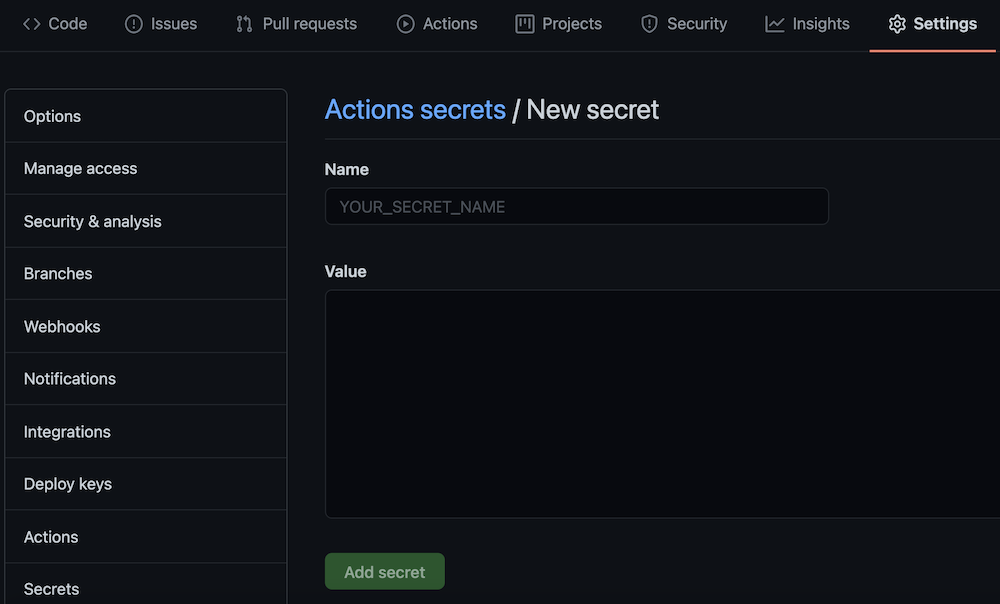 Code Issues Pull requests Actions Projects Security Insights Settings
Options
Manage access
Security & analysis
Branches
Webhooks
Notifications
Integrations
Deploy keys
Actions
Secrets
Actions secrets / New secret
Name
YOUR_SECRET_NAME
Value
Add secret